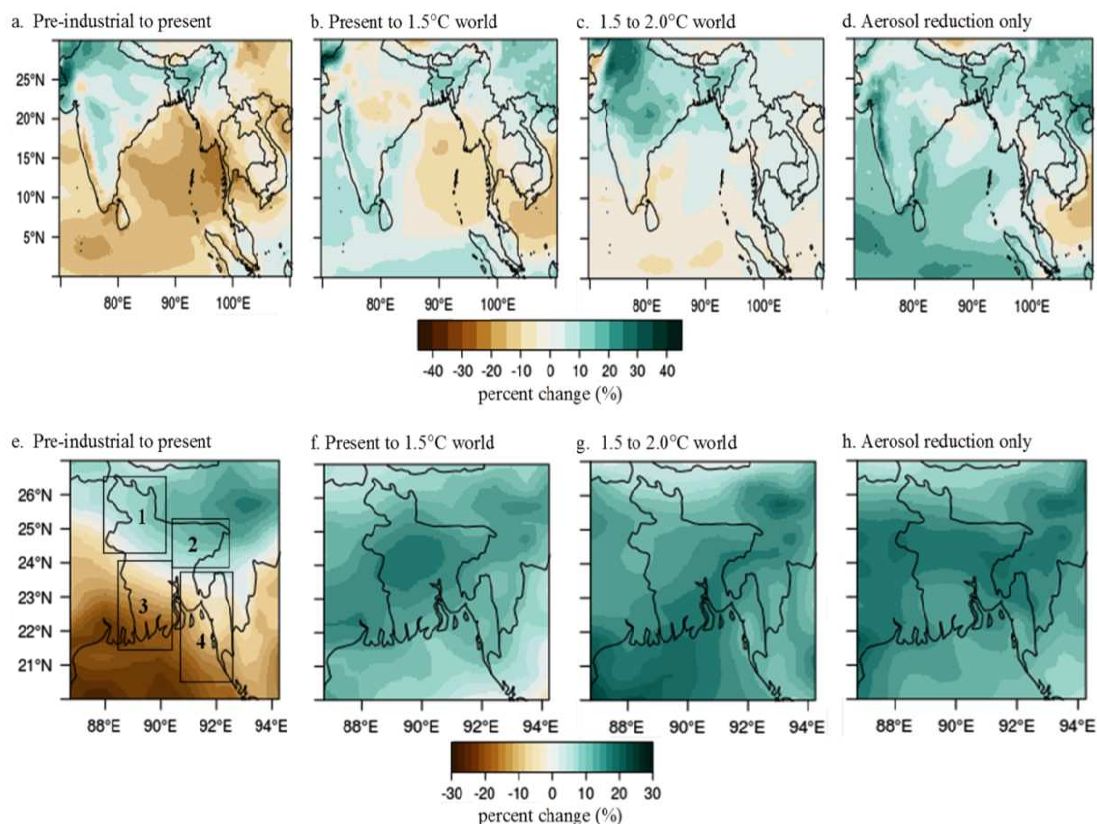 a. Pre-industrial to present
b. Present to 1.5°C world
c. 1.5 to 2.0°C world
d. Aerosol reduction only
25°N
20°N
15°N
10°N
5°N
80°E 90°E 100°E
80°E 90°E 100°E
80°E 90°E 100°E
80°E 90°E 100°E
-40 -30 -20 -10 0 10 20 30 40
percent change (%)
e. Pre-industrial to present
f. Present to 1.5°C world
g. 1.5 to 2.0°C world
h. Aerosol reduction only
26°N
25°N
24°N
23°N
22°N
21°N
1
2
3
4
88°E 90°E 92°E 94°E
88°E 90°E 92°E 94°E
88°E 90°E 92°E 94°E
88°E 90°E 92°E 94°E
-30 -20 -10 0 10 20 30
percent change (%)